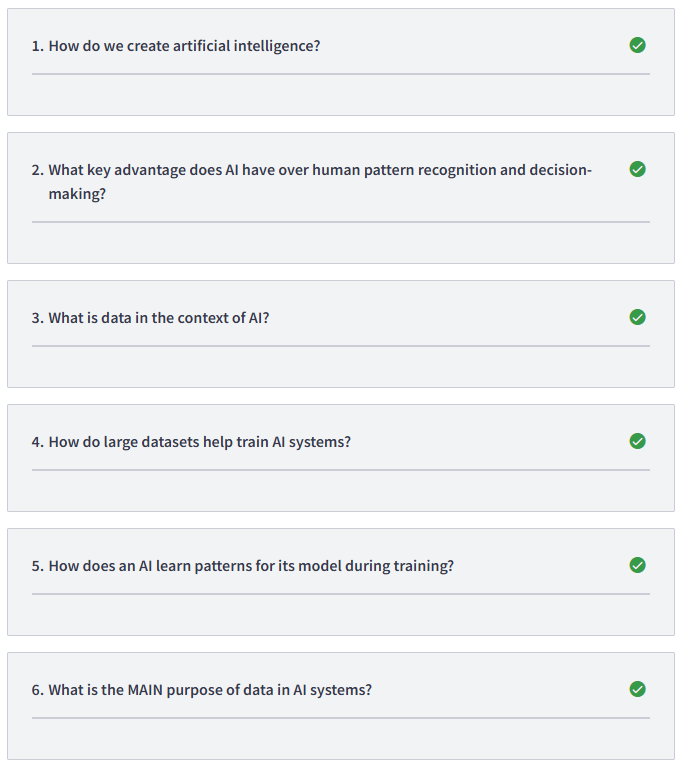 1. How do we create artificial intelligence?
2. What key advantage does AI have over human pattern recognition and decision-
making?
3. What is data in the context of AI?
4. How do large datasets help train AI systems?
5. How does an AI learn patterns for its model during training?
6. What is the MAIN purpose of data in AI systems?